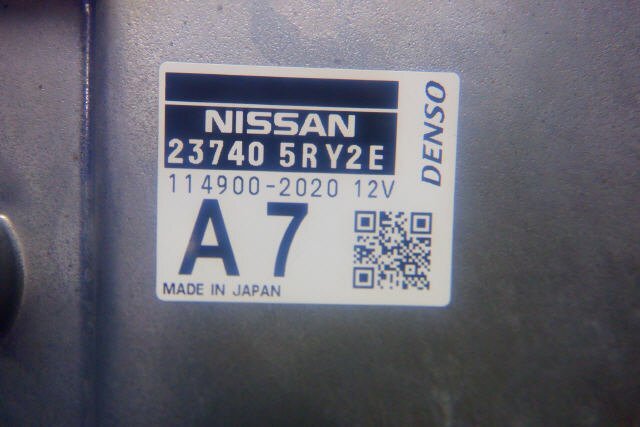 NISSAN
23740 5RY2E
114900-2020 12V
A7
MADE IN JAPAN
DENSO